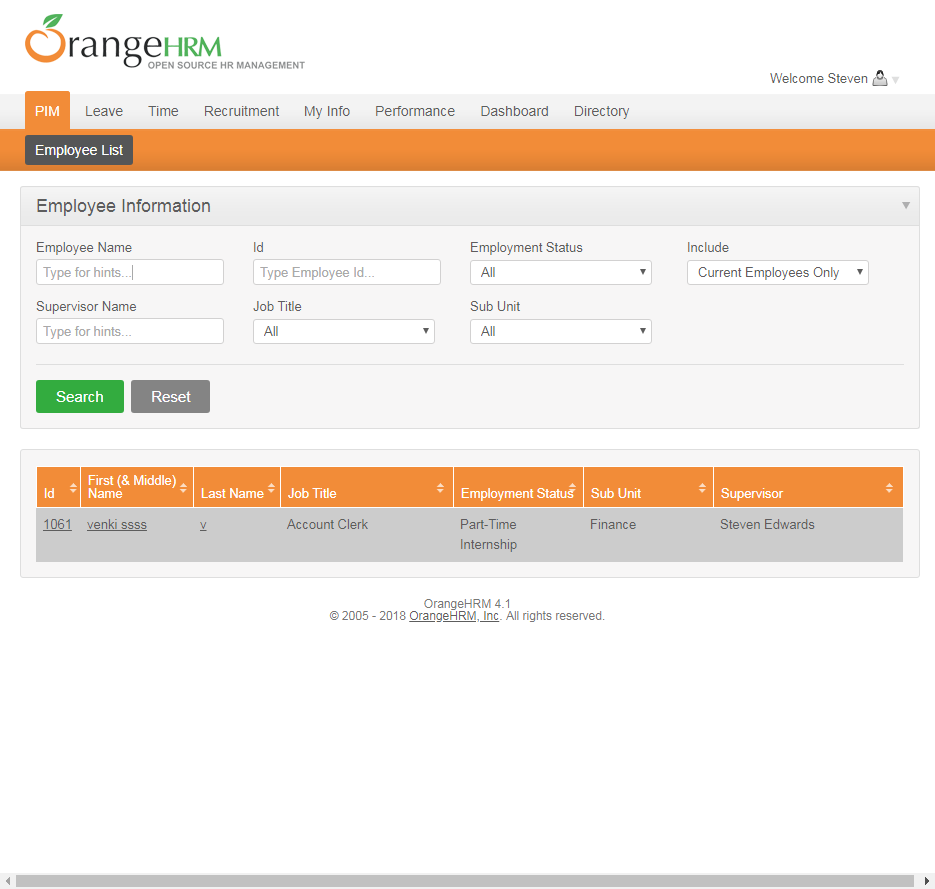 OrangeHRM
OPEN SOURCE HR MANAGEMENT
Welcome Steven
PIM Leave Time Recruitment My Info Performance Dashboard Directory
Employee List
Employee Information
Employee Name Id Employment Status Include
Type for hints... Type Employee Id... All Current Employees Only
Supervisor Name Job Title Sub Unit
Type for hints... All All
Search Reset
Id First (& Middle) Name Last Name Job Title Employment Status Sub Unit Supervisor
1061 venki ssss v Account Clerk Part-Time Internship Finance Steven Edwards
OrangeHRM 4.1
© 2005 - 2018 OrangeHRM, Inc. All rights reserved.